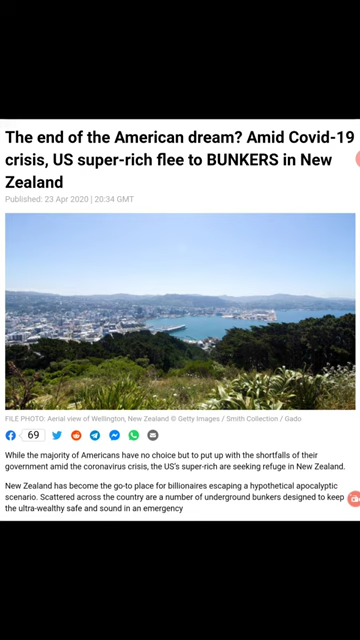 The end of the American dream? Amid Covid-19
crisis, US super-rich flee to BUNKERS in New
Zealand
Published: 23 Apr 2020 | 20:34 GMT
FILE PHOTO: Aerial view of Wellington, New Zealand © Getty Images / Smith Collection / Gado
69
While the majority of Americans have no choice but to put up with the shortfalls of their
government amid the coronavirus crisis, the US's super-rich are seeking refuge in New Zealand.
New Zealand has become the go-to place for billionaires escaping a hypothetical apocalyptic
scenario. Scattered across the country are a number of underground bunkers designed to keep
the ultra-wealthy safe and sound in an emergency